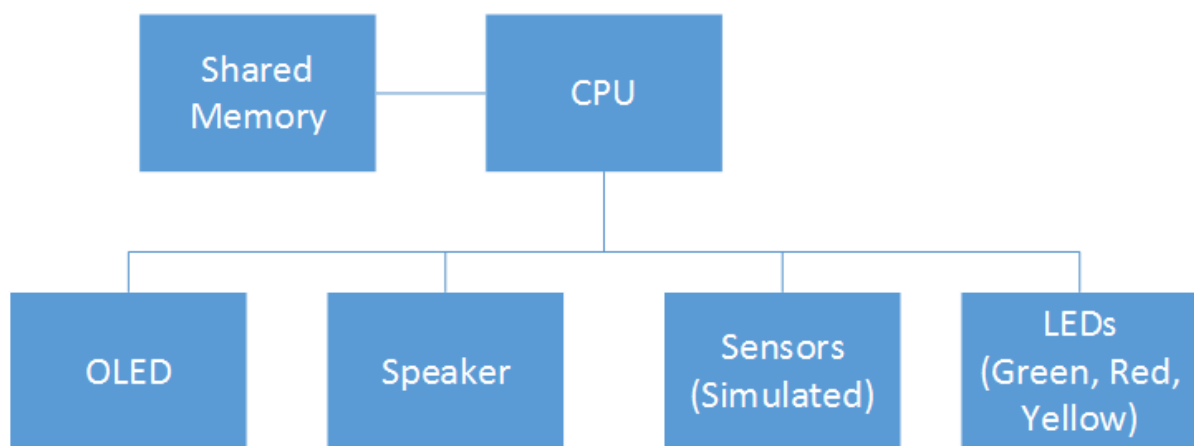 Shared
Memory
CPU
OLED
Speaker
Sensors
(Simulated)
LEDs
(Green, Red,
Yellow)